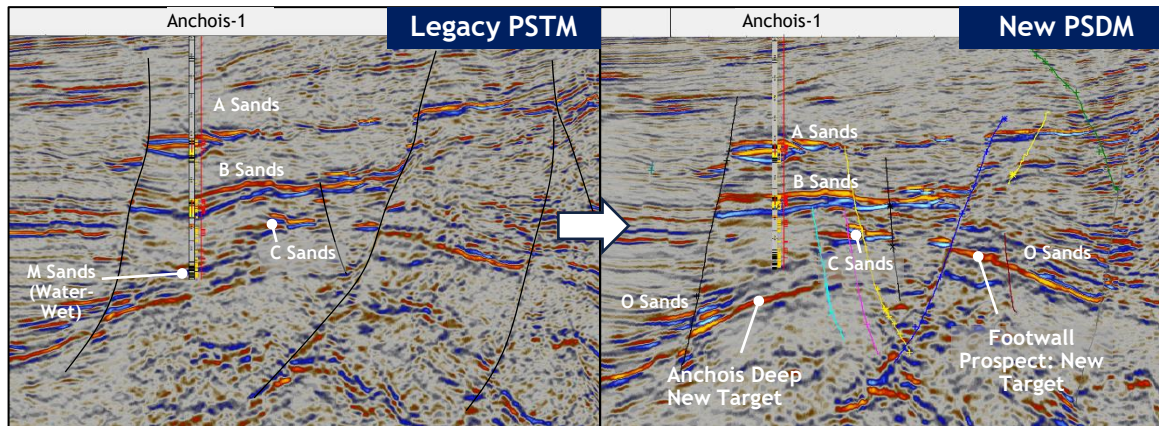 Anchois-1
Legacy PSTM
A Sands
B Sands
C Sands
M Sands
(Water-
Wet)
Anchois-1
New PSDM
A Sands
B Sands
C Sands
O Sands
O Sands
Anchois Deep
New Target
Footwall
Prospect: New
Target